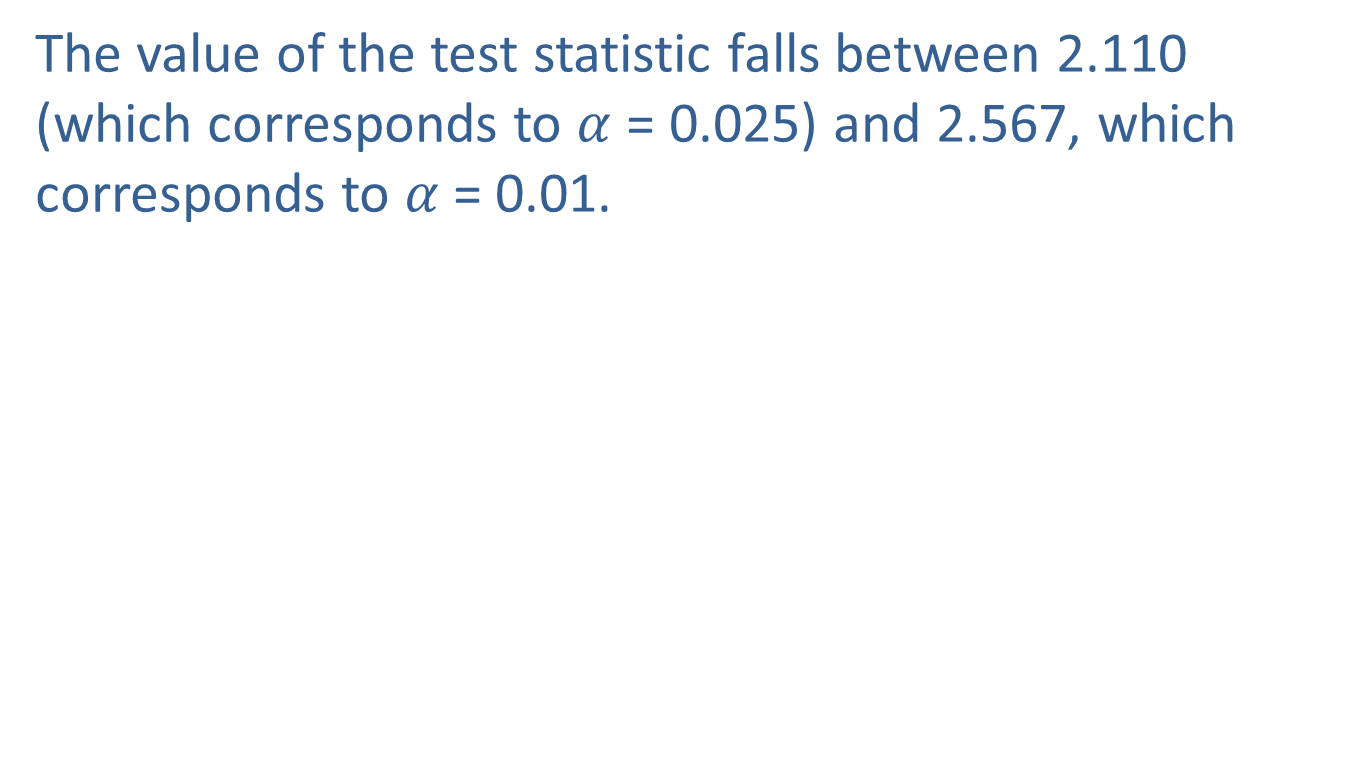 The value of the test statistic falls between 2.110
(which corresponds to 𝛼 = 0.025) and 2.567, which
corresponds to 𝛼 = 0.01.